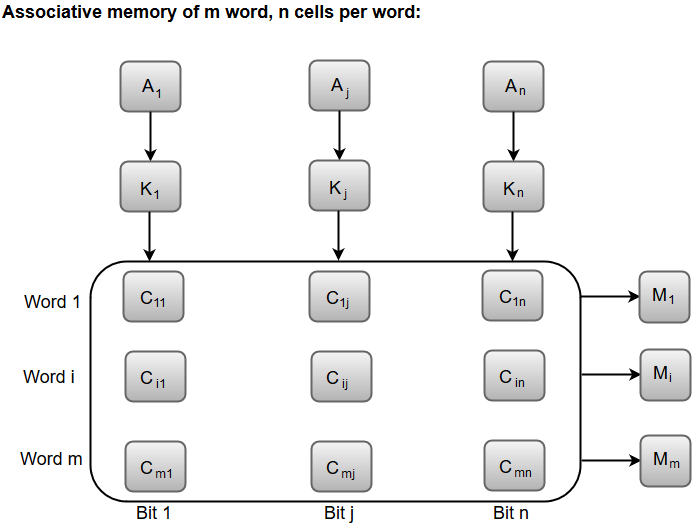 Associative memory of m word, n cells per word:
A1 Aj An
K1 Kj Kn
Word 1 C11 C1j C1n M1
Word i Ci1 Cij Cin Mi
Word m Cm1 Cmj Cmn Mm
Bit 1 Bit j Bit n